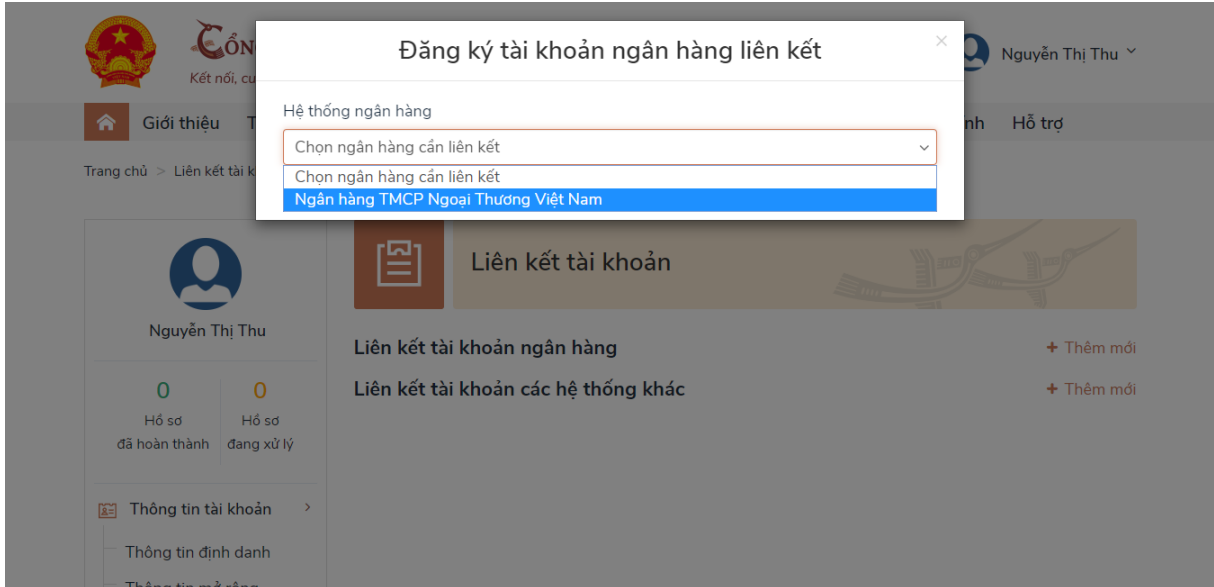 CỔN
Kết nối, cu
Đăng ký tài khoản ngân hàng liên kết
Nguyễn Thị Thu
Hệ thống ngân hàng
Giới thiệu
Hỗ trợ
Chọn ngân hàng cần liên kết
Trang chủ > Liên kết tài k
Chọn ngân hàng cần liên kết
Ngân hàng TMCP Ngoại Thương Việt Nam
Liên kết tài khoản
Nguyễn Thị Thu
Liên kết tài khoản ngân hàng
+ Thêm mới
Liên kết tài khoản các hệ thống khác
+ Thêm mới
0 0
Hồ sơ Hồ sơ
đã hoàn thành đang xử lý
Thông tin tài khoản
Thông tin định danh
Thông tin mở rộng